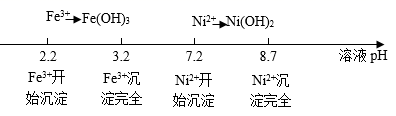 Fe³⁺→Fe(OH)₃ Ni²⁺→Ni(OH)₂
2.2 3.2 7.2 8.7 溶液 pH
Fe³⁺开 Fe³⁺沉 Ni²⁺开 Ni²⁺沉
始沉淀 淀完全 始沉淀 淀完全